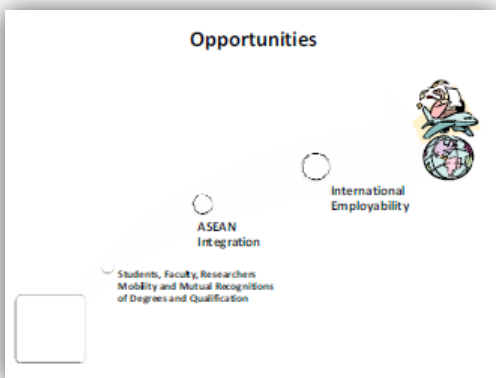 Opportunities
International
Employability
ASEAN
Integration
Students, Faculty, Researchers
Mobility and Mutual Recognitions
of Degrees and Qualification